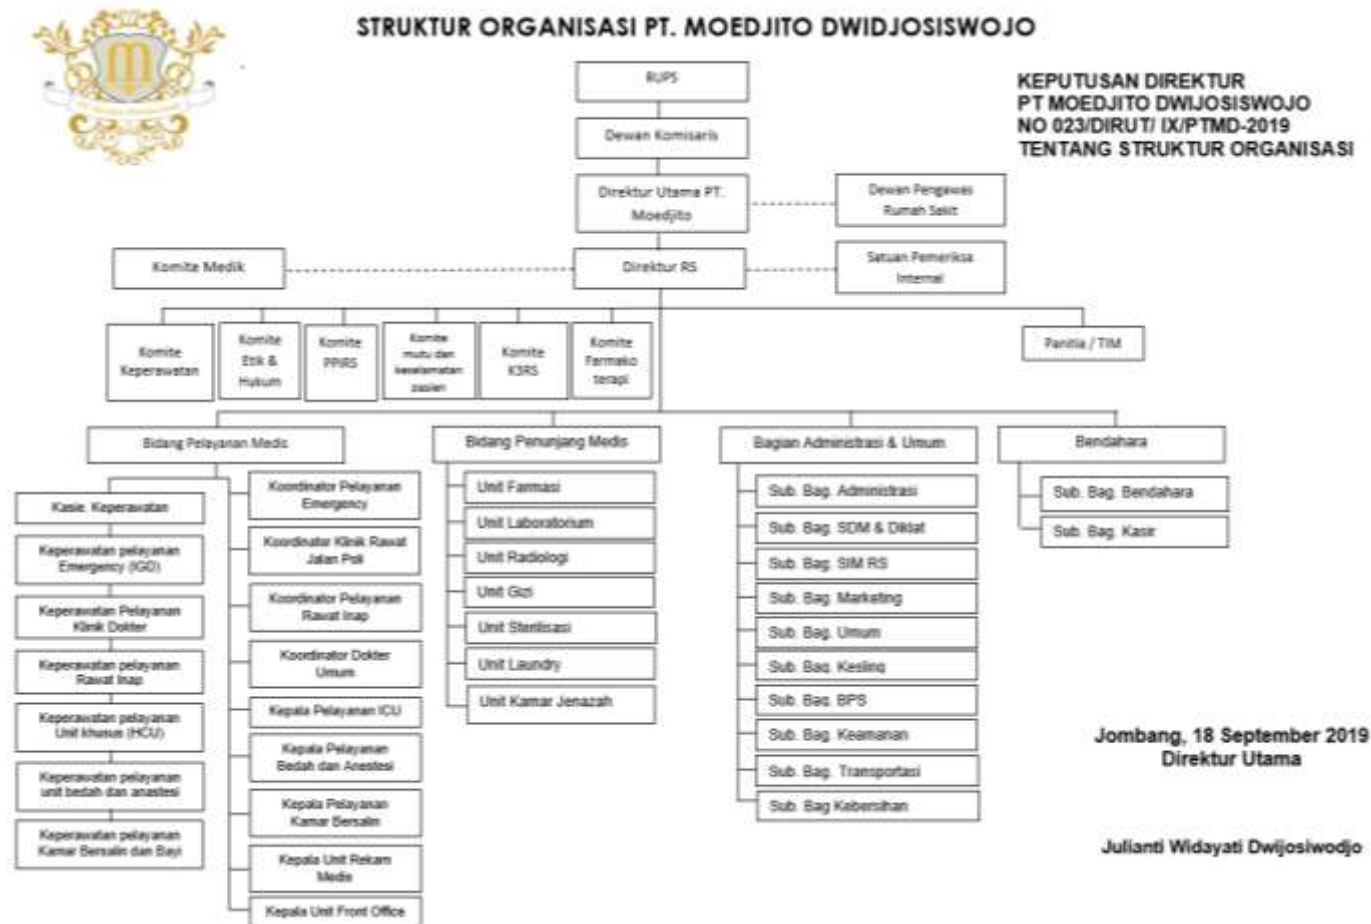 STRUKTUR ORGANISASI PT. MOEDJITO DWIDJOSISWOJO
KEPUTUSAN DIREKTUR
PT MOEDJITO DWIJOSISWOJO
NO 023/DIRUT/ IX/PTMD-2019
TENTANG STRUKTUR ORGANISASI
RUPS
Dewan Komisaris
Direktur Utama PT.
Moedjito
Dewan Pengawas
Rumah Sakit
Komite Medik
Direktur RS
Satuan Pemeriksa
Internal
Komite
Keperawatan
Komite
Etik &
Hukum
Komite
PPIRS
Komite
mutu dan
keselamatan
pasien
Komite
K3RS
Komite
Farmako
terapi
Panitia / TIM
Bidang Pelayanan Medis
Bidang Penunjang Medis
Bagian Administrasi & Umum
Bendahara
Kasie. Keperawatan
Keperawatan pelayanan
Emergency (IGD)
Keperawatan Pelayanan
Klinik Dokter
Keperawatan pelayanan
Rawat Inap
Keperawatan pelayanan
Unit khusus (HCU)
Keperawatan pelayanan
unit bedah dan anastesi
Keperawatan pelayanan
Kamar Bersalin dan Bayi
Koordinator Pelayanan
Emergency
Koordinator Klinik Rawat
Jalan Poli
Koordinator Pelayanan
Rawat Inap
Koordinator Dokter
Umum
Kepala Pelayanan ICU
Kepala Pelayanan
Bedah dan Anestesi
Kepala Pelayanan
Kamar Bersalin
Kepala Unit Rekam
Medis
Kepala Unit Front Office
Unit Farmasi
Unit Laboratorium
Unit Radiologi
Unit Gizi
Unit Sterilisasi
Unit Laundry
Unit Kamar Jenazah
Sub. Bag. Administrasi
Sub. Bag. SDM & Diklat
Sub. Bag. SIM RS
Sub. Bag. Marketing
Sub. Bag. Umum
Sub. Bag. Kesling
Sub. Bag. BPS
Sub. Bag. Keamanan
Sub. Bag. Transportasi
Sub. Bag Kebersihan
Sub. Bag. Bendahara
Sub. Bag. Kasir
Jombang, 18 September 2019
Direktur Utama
Julianti Widayati Dwijosiwodjo